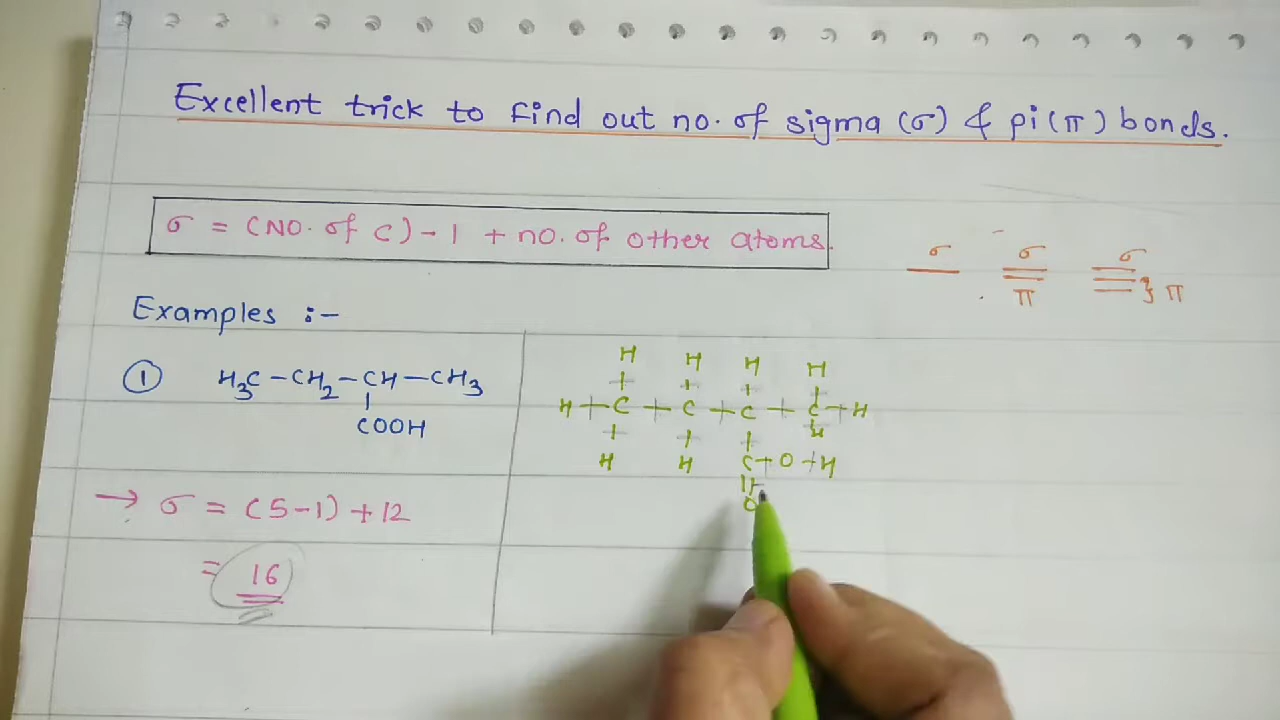 Excellent trick to find out no. of sigma (σ) & pi (π) bonds.
σ = (No. of C) - 1 + no. of other atoms.
σ σ σ
π } π
Examples :-
① H₃C - CH₂ - CH - CH₃
COOH
→ σ = (5-1) + 12
= 16
H H H H
H C C C C H
H H C O H H
O